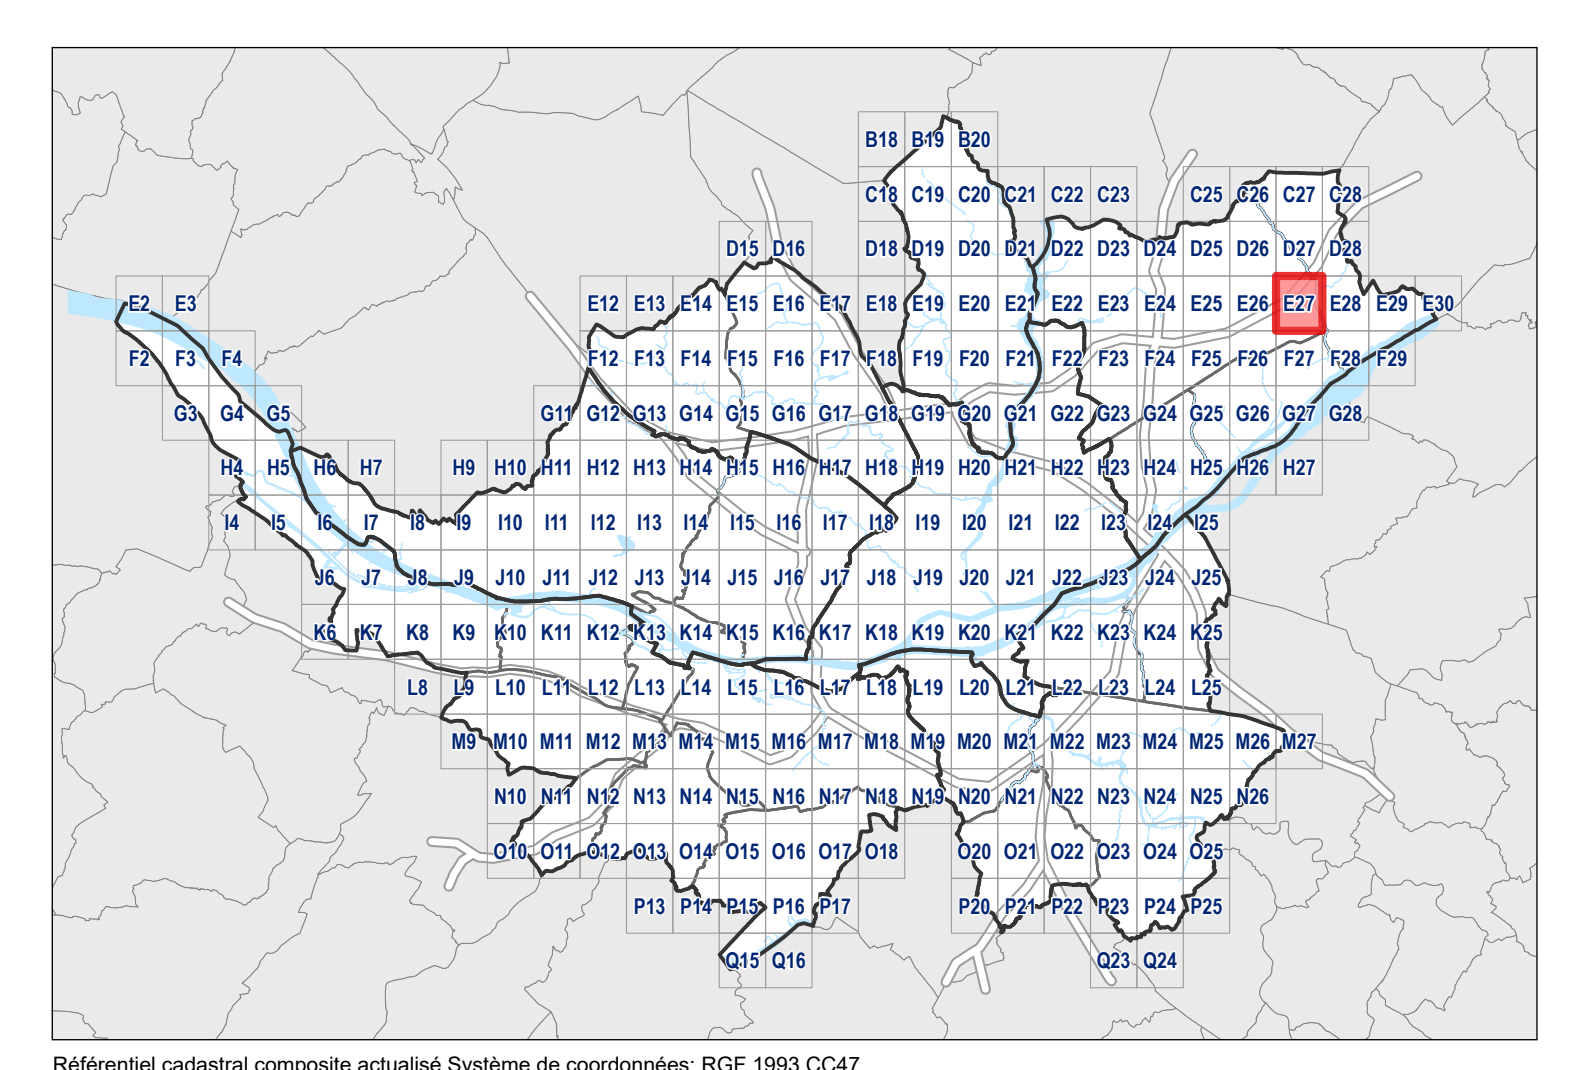 B18 B19 B20
C18 C19 C20 C21 C22 C23 C25 C26 C27 C28
D15 D16 D18 D19 D20 D21 D22 D23 D24 D25 D26 D27 D28
E2 E3 E12 E13 E14 E15 E16 E17 E18 E19 E20 E21 E22 E23 E24 E25 E26 E27 E28 E29 E30
F2 F3 F4 F12 F13 F14 F15 F16 F17 F18 F19 F20 F21 F22 F23 F24 F25 F26 F27 F28 F29
G3 G4 G5 G11 G12 G13 G14 G15 G16 G17 G18 G19 G20 G21 G22 G23 G24 G25 G26 G27 G28
H4 H5 H6 H7 H9 H10 H11 H12 H13 H14 H15 H16 H17 H18 H19 H20 H21 H22 H23 H24 H25 H26 H27
I4 I5 I6 I7 I8 I9 I10 I11 I12 I13 I14 I15 I16 I17 I18 I19 I20 I21 I22 I23 I24 I25
J6 J7 J8 J9 J10 J11 J12 J13 J14 J15 J16 J17 J18 J19 J20 J21 J22 J23 J24 J25
K6 K7 K8 K9 K10 K11 K12 K13 K14 K15 K16 K17 K18 K19 K20 K21 K22 K23 K24 K25
L8 L9 L10 L11 L12 L13 L14 L15 L16 L17 L18 L19 L20 L21 L22 L23 L24 L25
M9 M10 M11 M12 M13 M14 M15 M16 M17 M18 M19 M20 M21 M22 M23 M24 M25 M26 M27
N10 N11 N12 N13 N14 N15 N16 N17 N18 N19 N20 N21 N22 N23 N24 N25 N26
O10 O11 O12 O13 O14 O15 O16 O17 O18 O20 O21 O22 O23 O24 O25
P13 P14 P15 P16 P17 P20 P21 P22 P23 P24 P25
Q15 Q16 Q23 Q24
Référentiel cadastral composite actualisé Système de coordonnées: RGF 1993 CC47